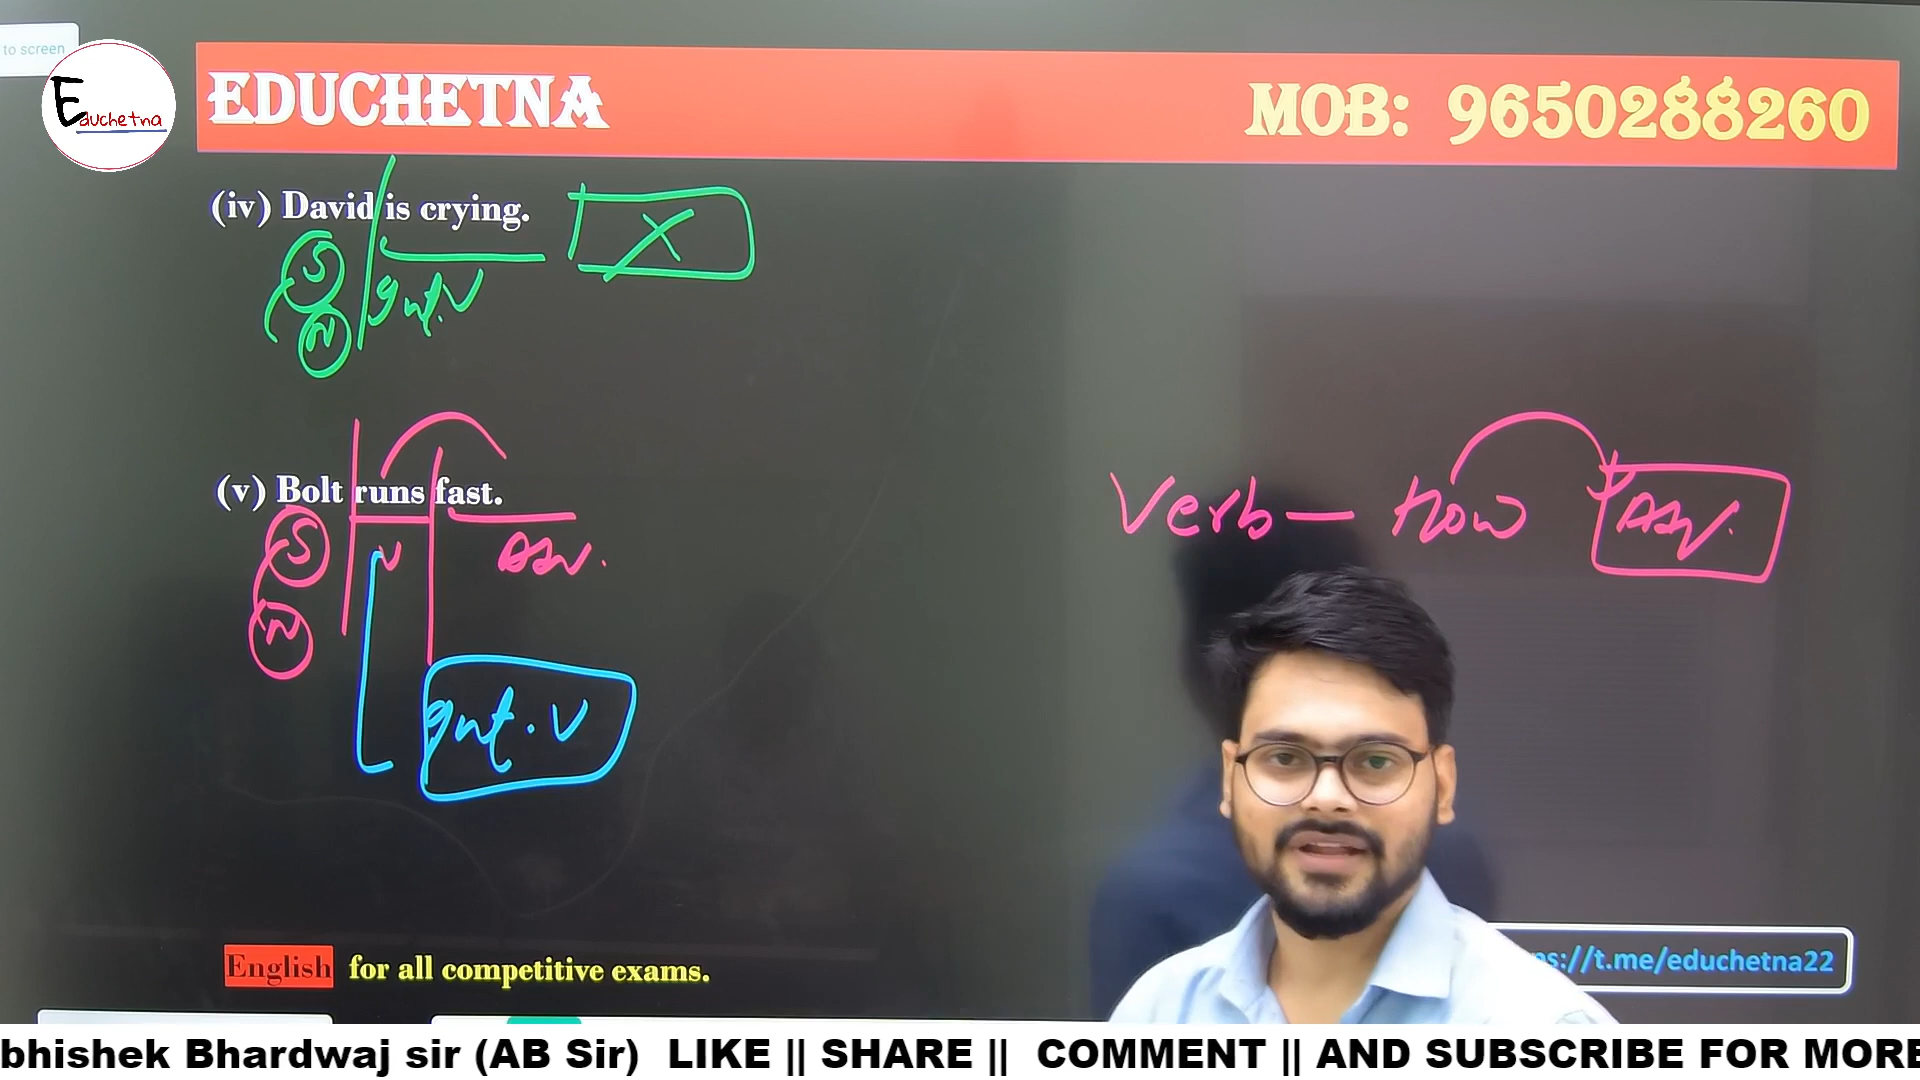 to screen
Educhetna
EDUCHETNA
MOB: 9650288260
(iv) David is crying.
X
S
N
Int.V
(v) Bolt runs fast.
S
V
Adv.
N
Int.V
Verb — How Adv.
English for all competitive exams.
s://t.me/educhetna22
bhishek Bhardwaj sir (AB Sir) LIKE || SHARE || COMMENT || AND SUBSCRIBE FOR MORE